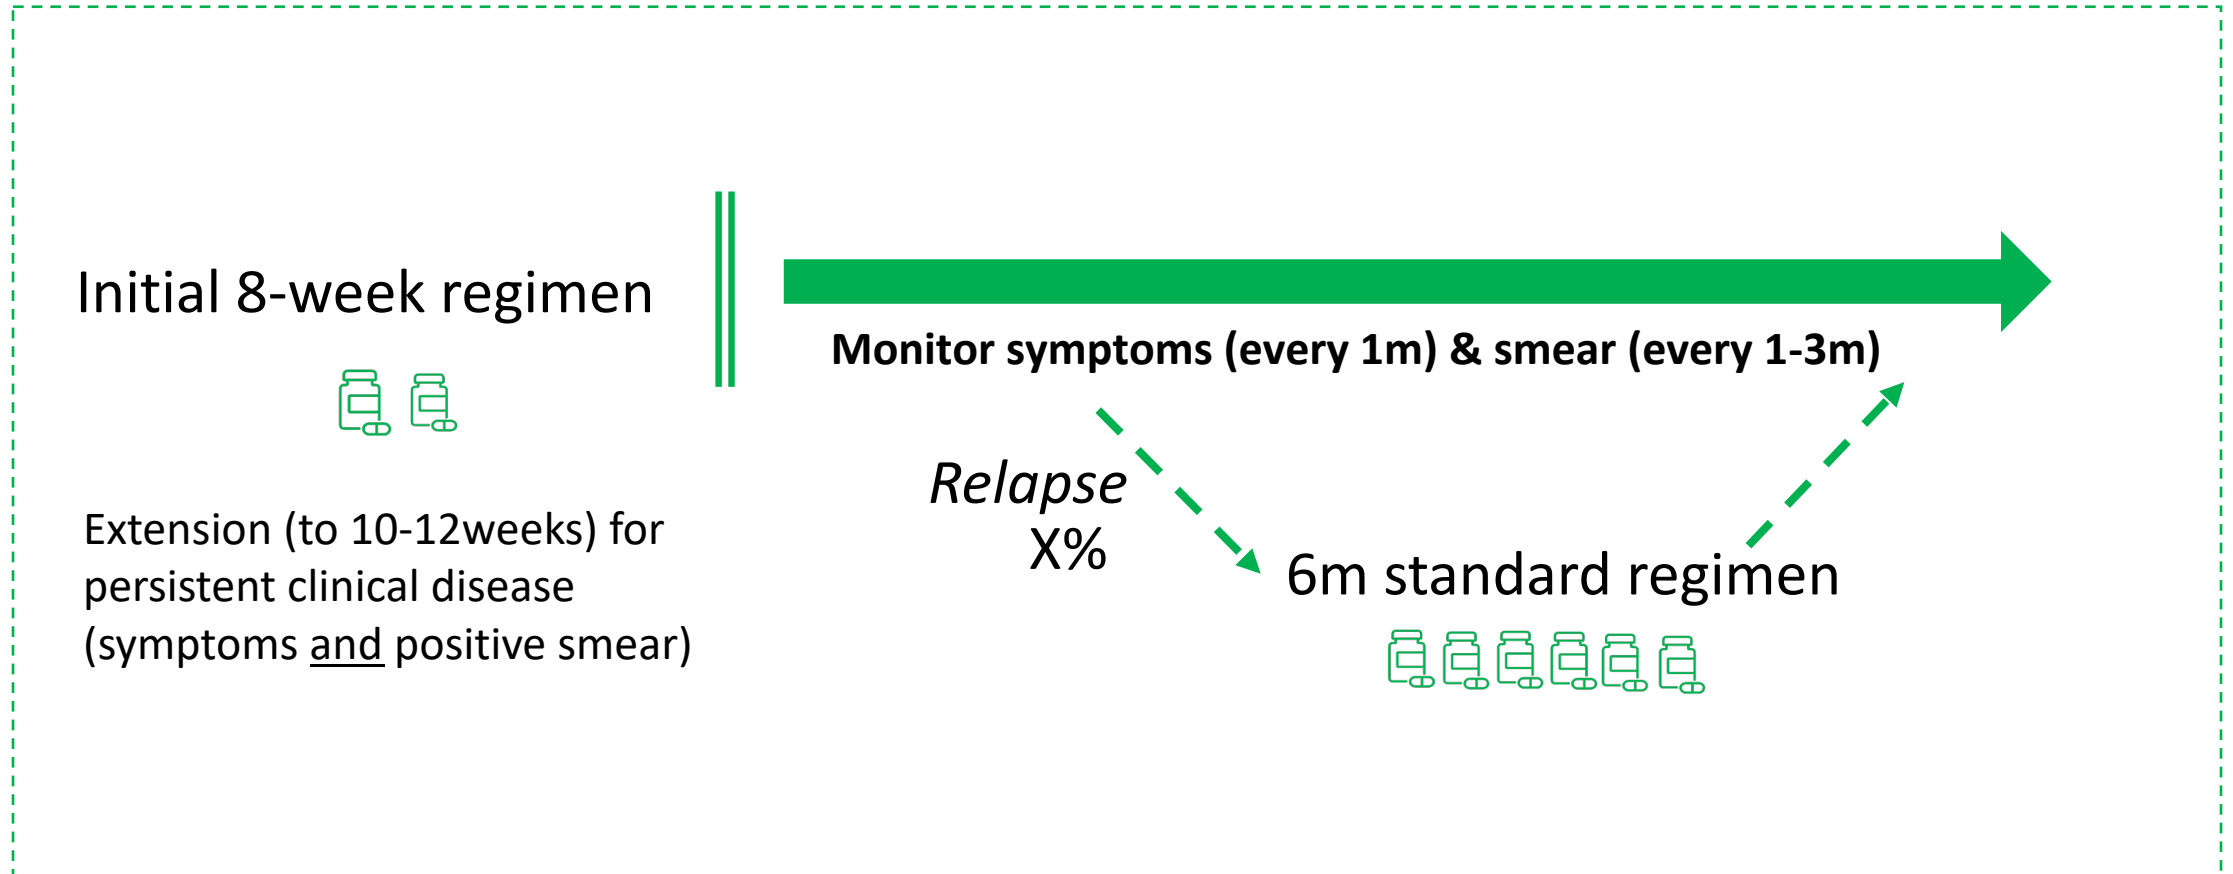 Initial 8-week regimen
Extension (to 10-12weeks) for
persistent clinical disease
(symptoms and positive smear)
Monitor symptoms (every 1m) & smear (every 1-3m)
Relapse
X%
6m standard regimen